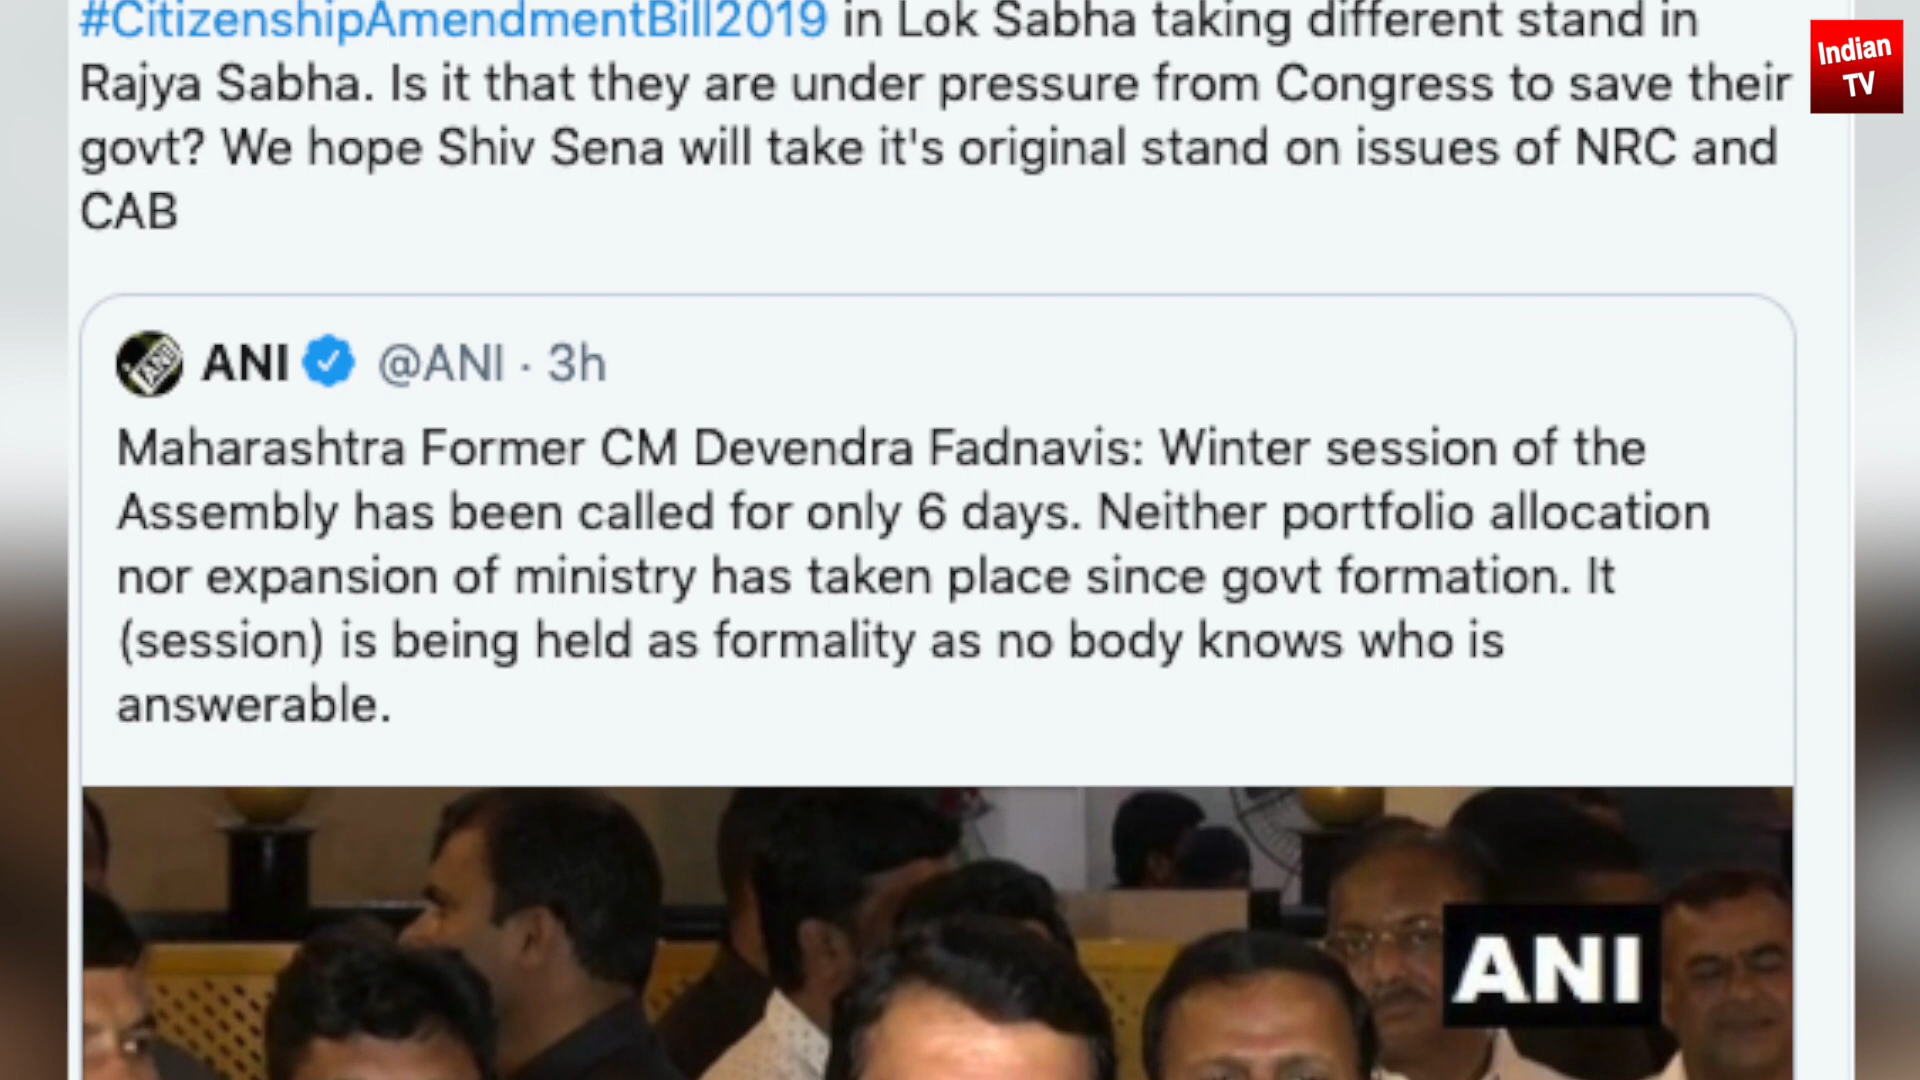 #CitizenshipAmendmentBill2019 in Lok Sabha taking different stand in
Rajya Sabha. Is it that they are under pressure from Congress to save their
govt? We hope Shiv Sena will take it's original stand on issues of NRC and
CAB
Indian
TV
ANI @ANI · 3h
Maharashtra Former CM Devendra Fadnavis: Winter session of the
Assembly has been called for only 6 days. Neither portfolio allocation
nor expansion of ministry has taken place since govt formation. It
(session) is being held as formality as no body knows who is
answerable.
ANI